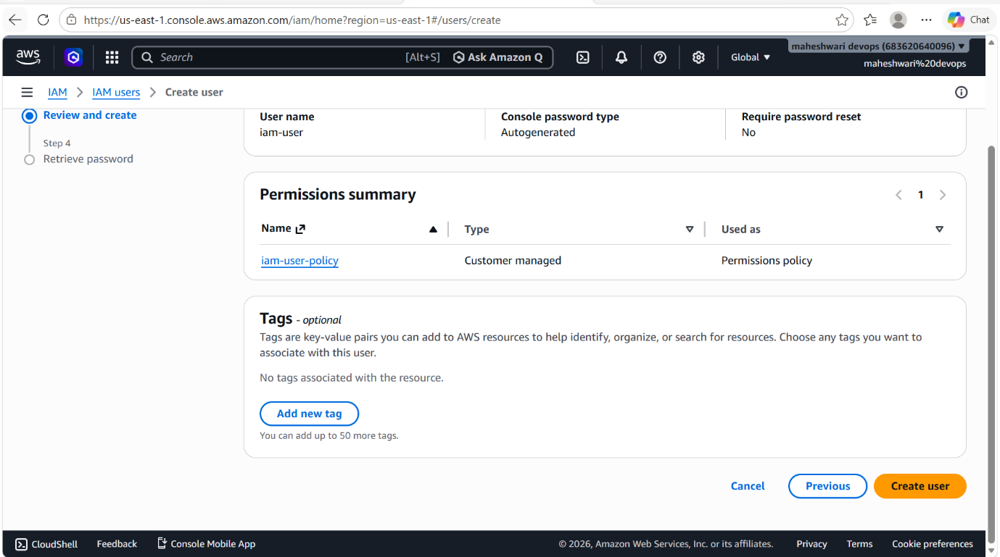 https://us-east-1.console.aws.amazon.com/iam/home?region=us-east-1#/users/create
Chat
aws
Search
[Alt+S]
Ask Amazon Q
Global
maheshwari devops (683620640096)
maheshwari%20devops
IAM
IAM users
Create user
Review and create
Step 4
Retrieve password
User name
iam-user
Console password type
Autogenerated
Require password reset
No
Permissions summary
1
Name
Type
Used as
iam-user-policy
Customer managed
Permissions policy
Tags - optional
Tags are key-value pairs you can add to AWS resources to help identify, organize, or search for resources. Choose any tags you want to
associate with this user.
No tags associated with the resource.
Add new tag
You can add up to 50 more tags.
Cancel
Previous
Create user
CloudShell
Feedback
Console Mobile App
© 2026, Amazon Web Services, Inc. or its affiliates.
Privacy
Terms
Cookie preferences